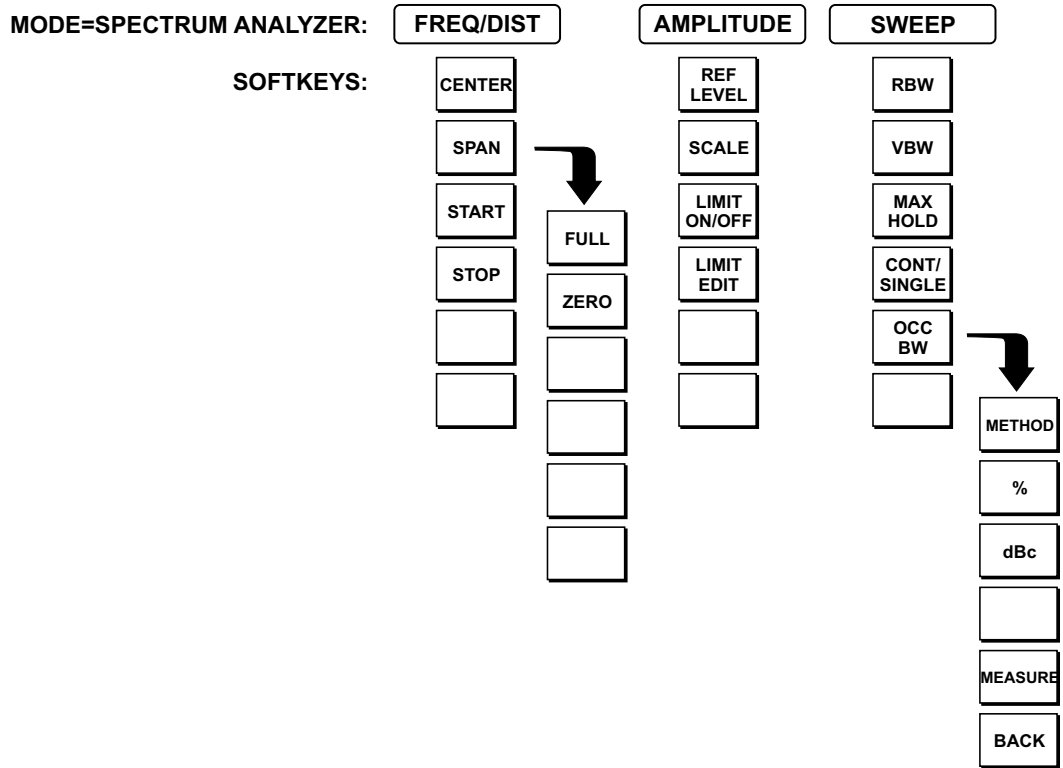 MODE=SPECTRUM ANALYZER:
FREQ/DIST
AMPLITUDE
SWEEP
SOFTKEYS:
CENTER
SPAN
START
STOP
FULL
ZERO
REF
LEVEL
SCALE
LIMIT
ON/OFF
LIMIT
EDIT
RBW
VBW
MAX
HOLD
CONT/
SINGLE
OCC
BW
METHOD
%
dBc
MEASURE
BACK